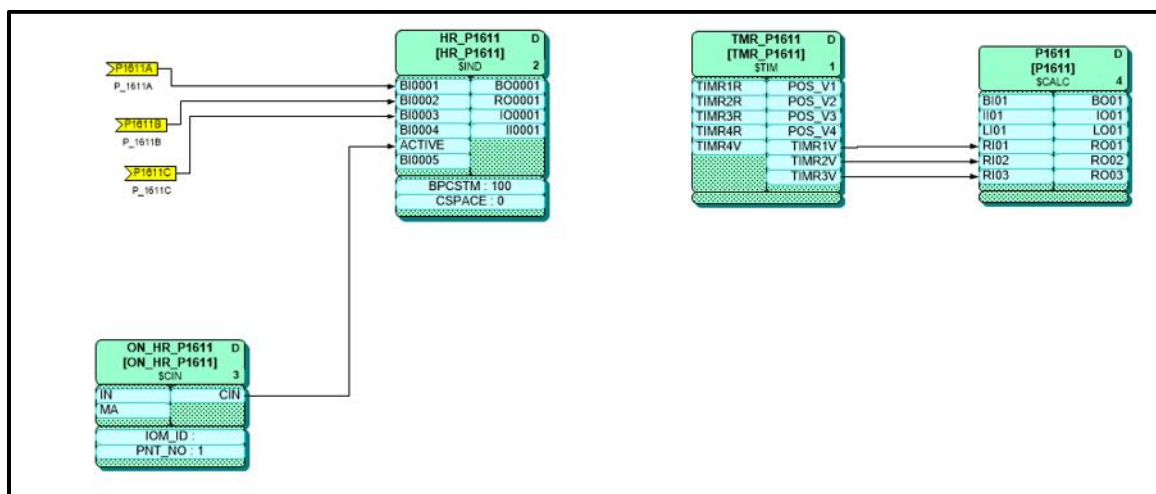 P1611A
P_1611A
P1611B
P_1611B
P1611C
P_1611C
HR_P1611 D
[HR_P1611]
$IND 2
BI0001 BO0001
BI0002 RO0001
BI0003 IO0001
BI0004 II0001
ACTIVE
BI0005
BPCSTM : 100
CSPACE : 0
TMR_P1611 D
[TMR_P1611]
$TIM 1
TIMR1R POS_V1
TIMR2R POS_V2
TIMR3R POS_V3
TIMR4R POS_V4
TIMR4V TIMR1V
TIMR2V
TIMR3V
P1611 D
[P1611]
$CALC 4
BI01 BO01
II01 IO01
LI01 LO01
RI01 RO01
RI02 RO02
RI03 RO03
ON_HR_P1611 D
[ON_HR_P1611]
$CIN 3
IN CIN
MA
IOM_ID :
PNT_NO : 1